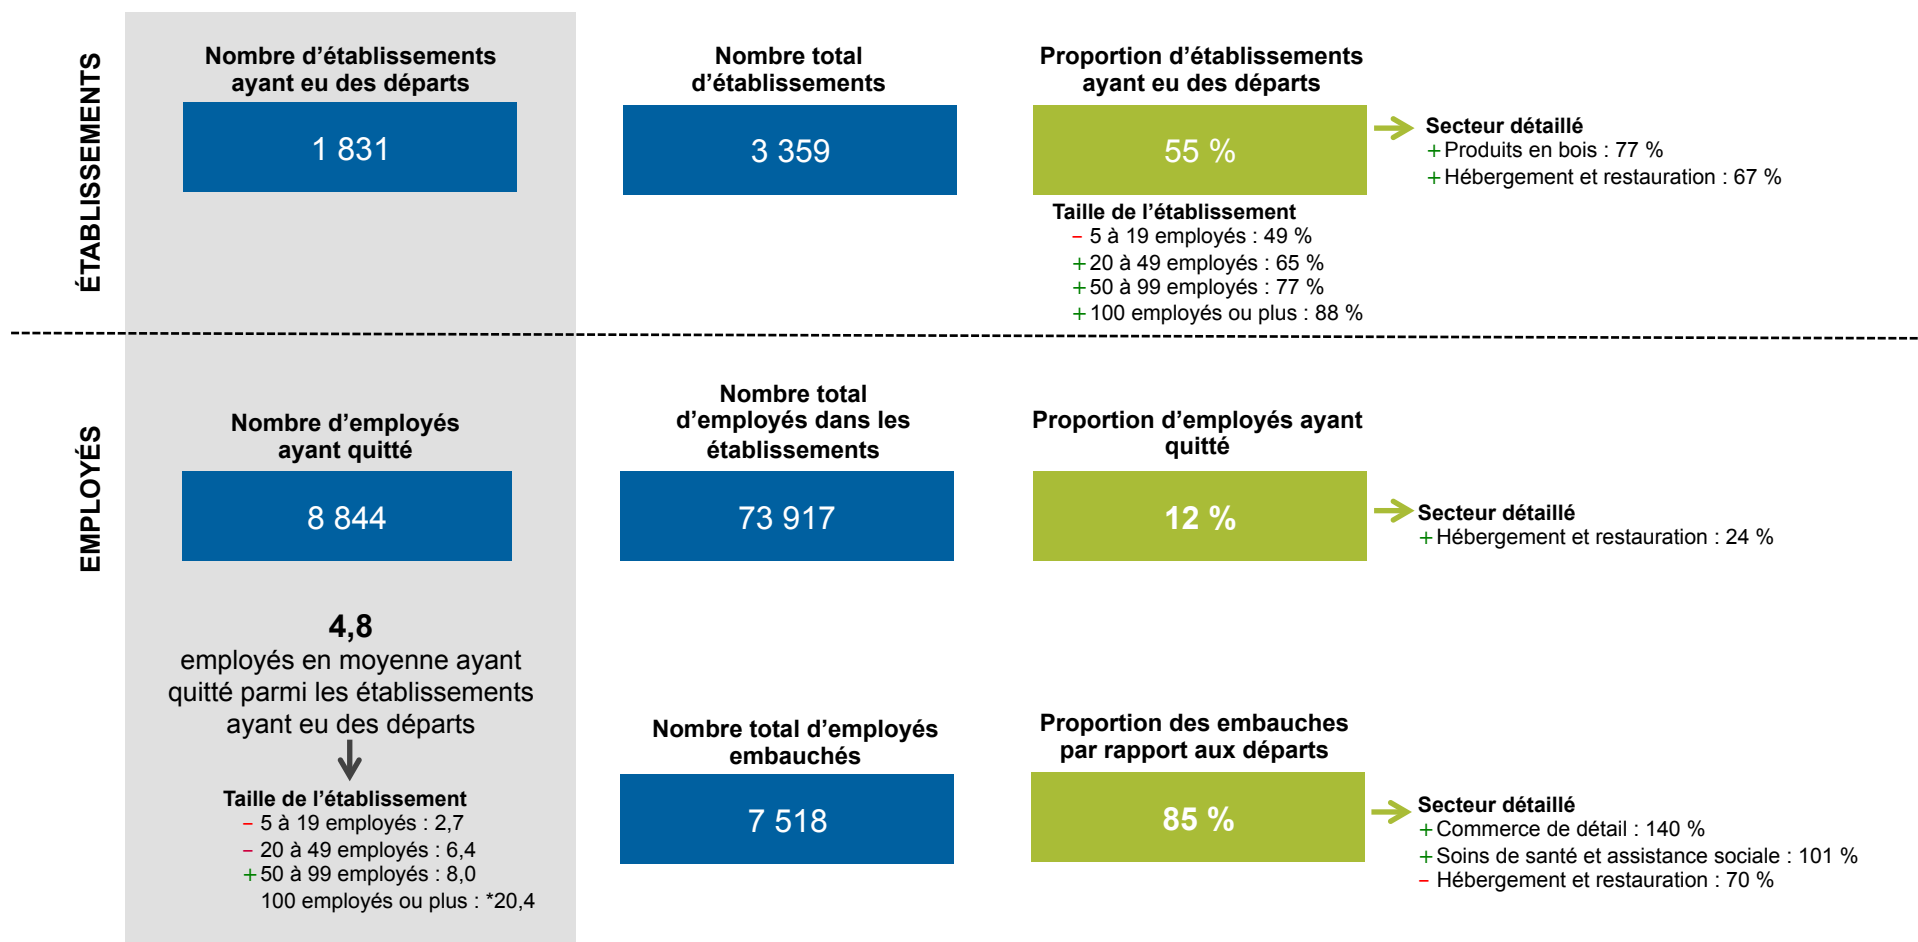 ÉTABLISSEMENTS
Nombre d’établissements
ayant eu des départs
1 831
Nombre total
d’établissements
3 359
Proportion d’établissements
ayant eu des départs
55 %
Secteur détaillé
+ Produits en bois : 77 %
+ Hébergement et restauration : 67 %
Taille de l’établissement
– 5 à 19 employés : 49 %
+ 20 à 49 employés : 65 %
+ 50 à 99 employés : 77 %
+ 100 employés ou plus : 88 %
EMPLOYÉS
Nombre d’employés
ayant quitté
8 844
Nombre total
d’employés dans les
établissements
73 917
Proportion d’employés ayant
quitté
12 %
Secteur détaillé
+ Hébergement et restauration : 24 %
4,8
employés en moyenne ayant
quitté parmi les établissements
ayant eu des départs
Taille de l’établissement
– 5 à 19 employés : 2,7
– 20 à 49 employés : 6,4
+ 50 à 99 employés : 8,0
100 employés ou plus : *20,4
Nombre total d’employés
embauchés
7 518
Proportion des embauches
par rapport aux départs
85 %
Secteur détaillé
+ Commerce de détail : 140 %
+ Soins de santé et assistance sociale : 101 %
– Hébergement et restauration : 70 %